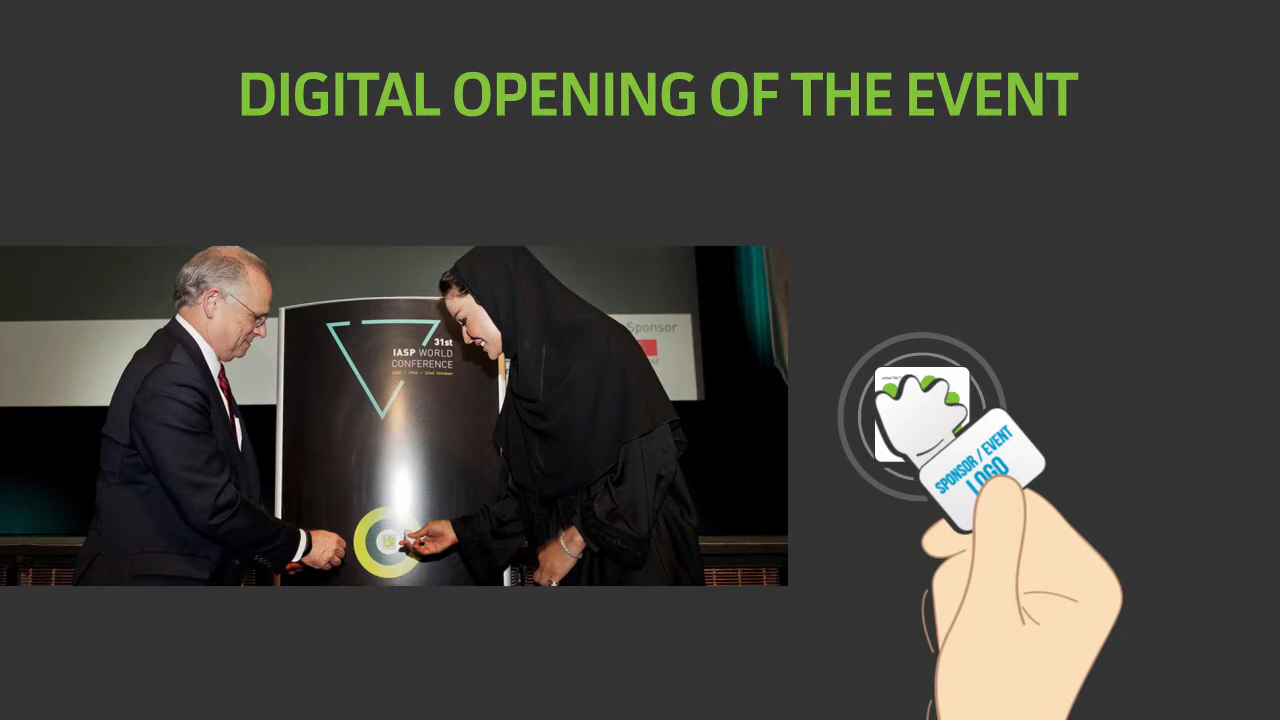 DIGITAL OPENING OF THE EVENT
Sponsor
31st
IASP WORLD
CONFERENCE
SPONSOR / EVENT
LOGO